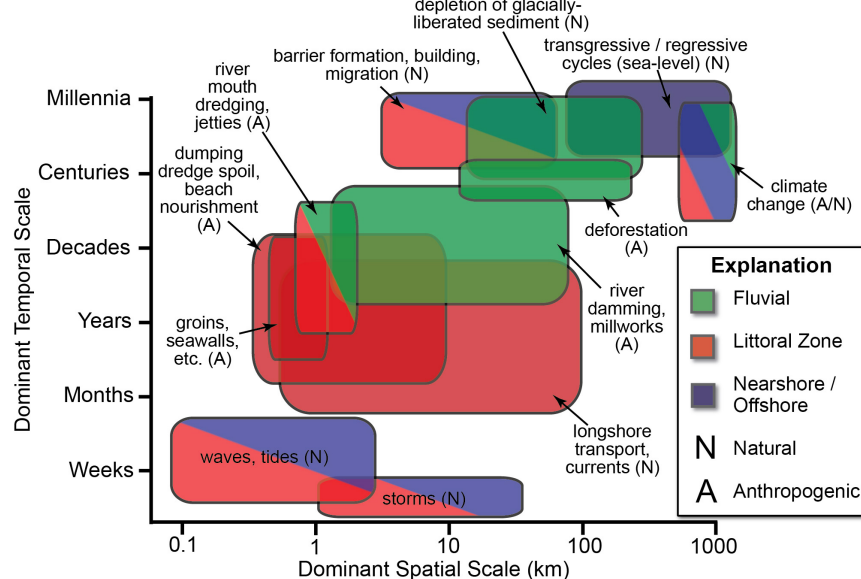 depletion of glacially-
liberated sediment (N)
transgressive / regressive
cycles (sea-level) (N)
barrier formation, building,
migration (N)
river
mouth
dredging,
jetties (A)
dumping
dredge spoil,
beach
nourishment
(A)
groins,
seawalls,
etc. (A)
climate
change (A/N)
deforestation
(A)
river
damming,
millworks
(A)
longshore
transport,
currents (N)
waves, tides (N)
storms (N)
Dominant Temporal Scale
Millennia
Centuries
Decades
Years
Months
Weeks
0.1
1
10
100
1000
Dominant Spatial Scale (km)
Explanation
Fluvial
Littoral Zone
Nearshore /
Offshore
N Natural
A Anthropogenic